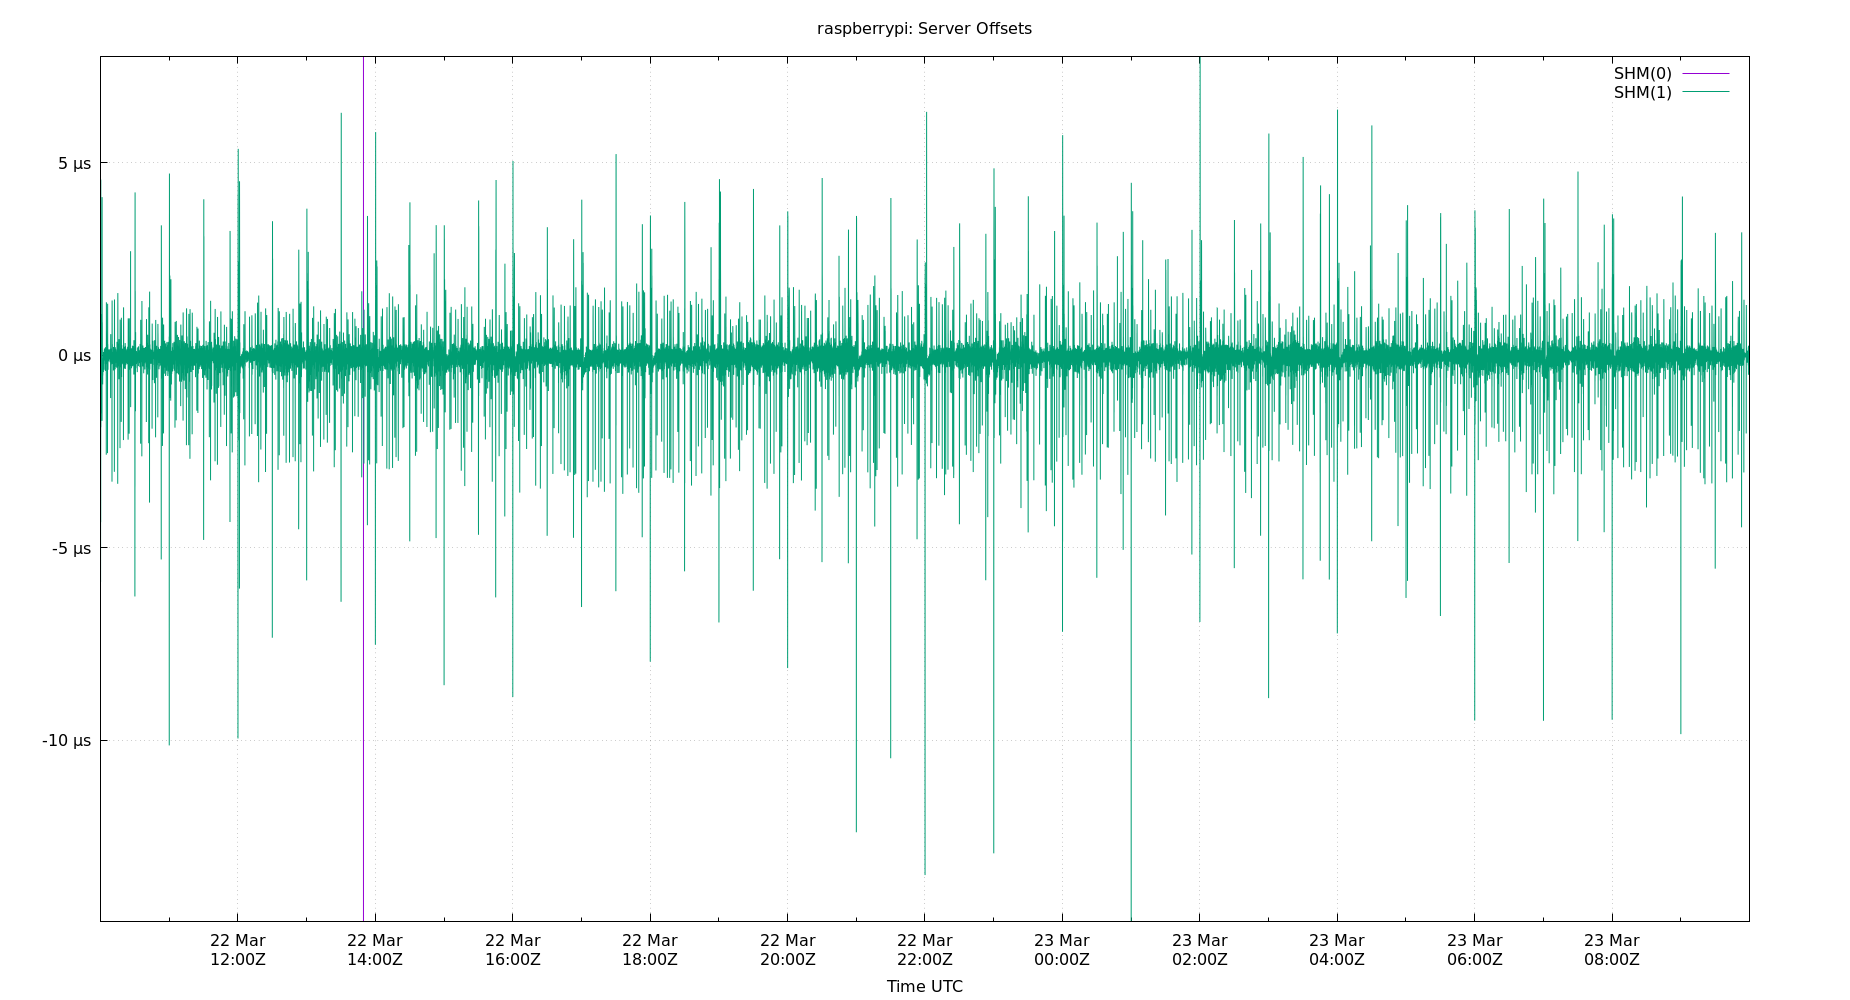 raspberrypi: Server Offsets
SHM(0)
SHM(1)
5 µs
0 µs
-5 µs
-10 µs
22 Mar 22 Mar 22 Mar 22 Mar 22 Mar 22 Mar 23 Mar 23 Mar 23 Mar 23 Mar 23 Mar
12:00Z 14:00Z 16:00Z 18:00Z 20:00Z 22:00Z 00:00Z 02:00Z 04:00Z 06:00Z 08:00Z
Time UTC